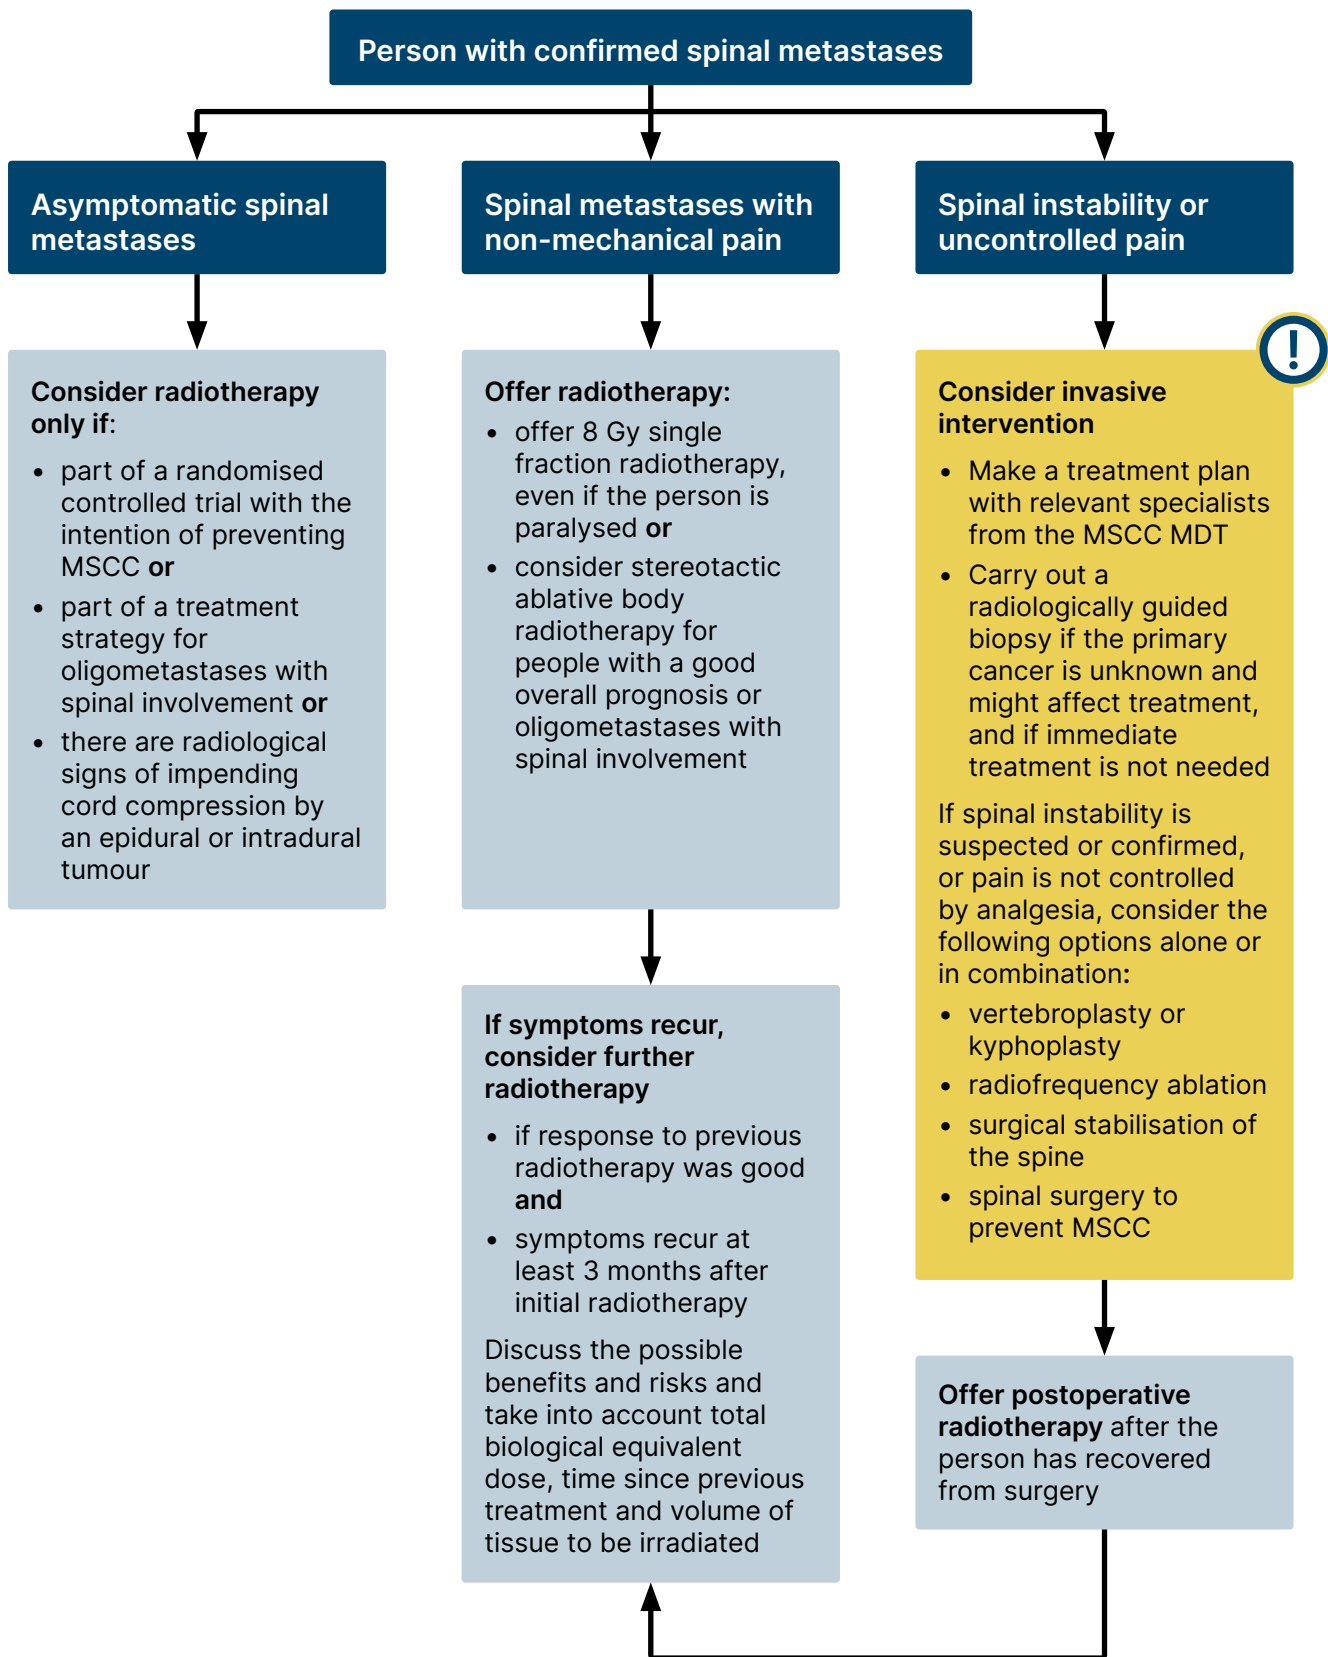 Person with confirmed spinal metastases
Asymptomatic spinal
metastases
Consider radiotherapy
only if:
• part of a randomised
controlled trial with the
intention of preventing
MSCC or
• part of a treatment
strategy for
oligometastases with
spinal involvement or
• there are radiological
signs of impending
cord compression by
an epidural or intradural
tumour
Spinal metastases with
non-mechanical pain
Offer radiotherapy:
• offer 8 Gy single
fraction radiotherapy,
even if the person is
paralysed or
• consider stereotactic
ablative body
radiotherapy for
people with a good
overall prognosis or
oligometastases with
spinal involvement
If symptoms recur,
consider further
radiotherapy
• if response to previous
radiotherapy was good
and
• symptoms recur at
least 3 months after
initial radiotherapy
Discuss the possible
benefits and risks and
take into account total
biological equivalent
dose, time since previous
treatment and volume of
tissue to be irradiated
Spinal instability or
uncontrolled pain
!
Consider invasive
intervention
• Make a treatment plan
with relevant specialists
from the MSCC MDT
• Carry out a
radiologically guided
biopsy if the primary
cancer is unknown and
might affect treatment,
and if immediate
treatment is not needed
If spinal instability is
suspected or confirmed,
or pain is not controlled
by analgesia, consider the
following options alone or
in combination:
• vertebroplasty or
kyphoplasty
• radiofrequency ablation
• surgical stabilisation of
the spine
• spinal surgery to
prevent MSCC
Offer postoperative
radiotherapy after the
person has recovered
from surgery